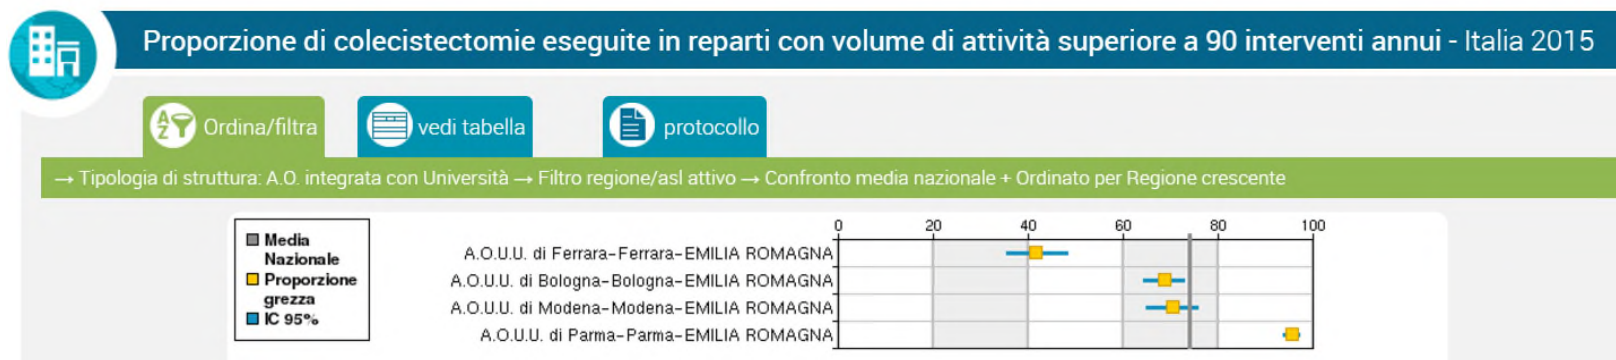 Proporzione di colecistectomie eseguite in reparti con volume di attività superiore a 90 interventi annui - Italia 2015
A Z Ordina/filtra
vedi tabella
protocollo
→ Tipologia di struttura: A.O. integrata con Università → Filtro regione/asl attivo → Confronto media nazionale + Ordinato per Regione crescente
Media
Nazionale
Proporzione
grezza
IC 95%
0 20 40 60 80 100
A.O.U.U. di Ferrara-Ferrara-EMILIA ROMAGNA
A.O.U.U. di Bologna-Bologna-EMILIA ROMAGNA
A.O.U.U. di Modena-Modena-EMILIA ROMAGNA
A.O.U.U. di Parma-Parma-EMILIA ROMAGNA